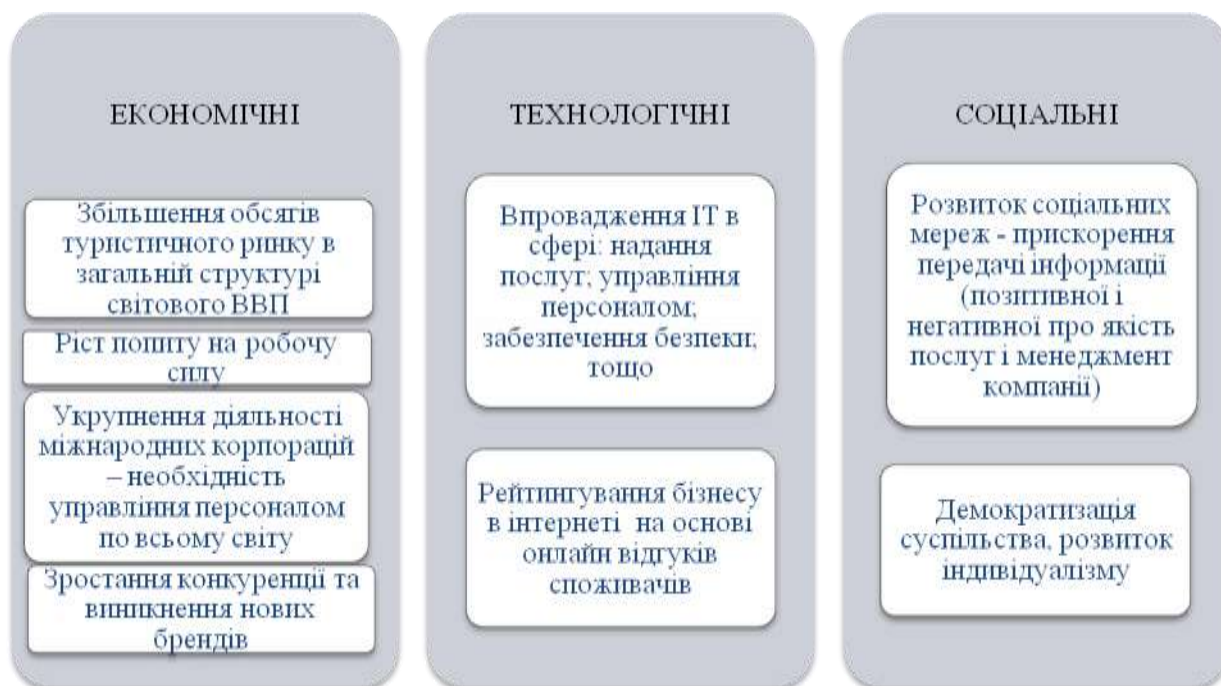 ЕКОНОМІЧНІ
Збільшення обсягів
туристичного ринку в
загальній структурі
світового ВВП
Ріст попиту на робочу
силу
Укрупнення діяльності
міжнародних корпорацій
– необхідність
управління персоналом
по всьому світу
Зростання конкуренції та
виникнення нових
брендів
ТЕХНОЛОГІЧНІ
Впровадження ІТ в
сфері: надання
послуг; управління
персоналом;
забезпечення безпеки;
тощо
Рейтингування бізнесу
в інтернеті на основі
онлайн відгуків
споживачів
СОЦІАЛЬНІ
Розвиток соціальних
мереж - прискорення
передачі інформації
(позитивної і
негативної про якість
послуг і менеджмент
компанії)
Демократизація
суспільства, розвиток
індивідуалізму